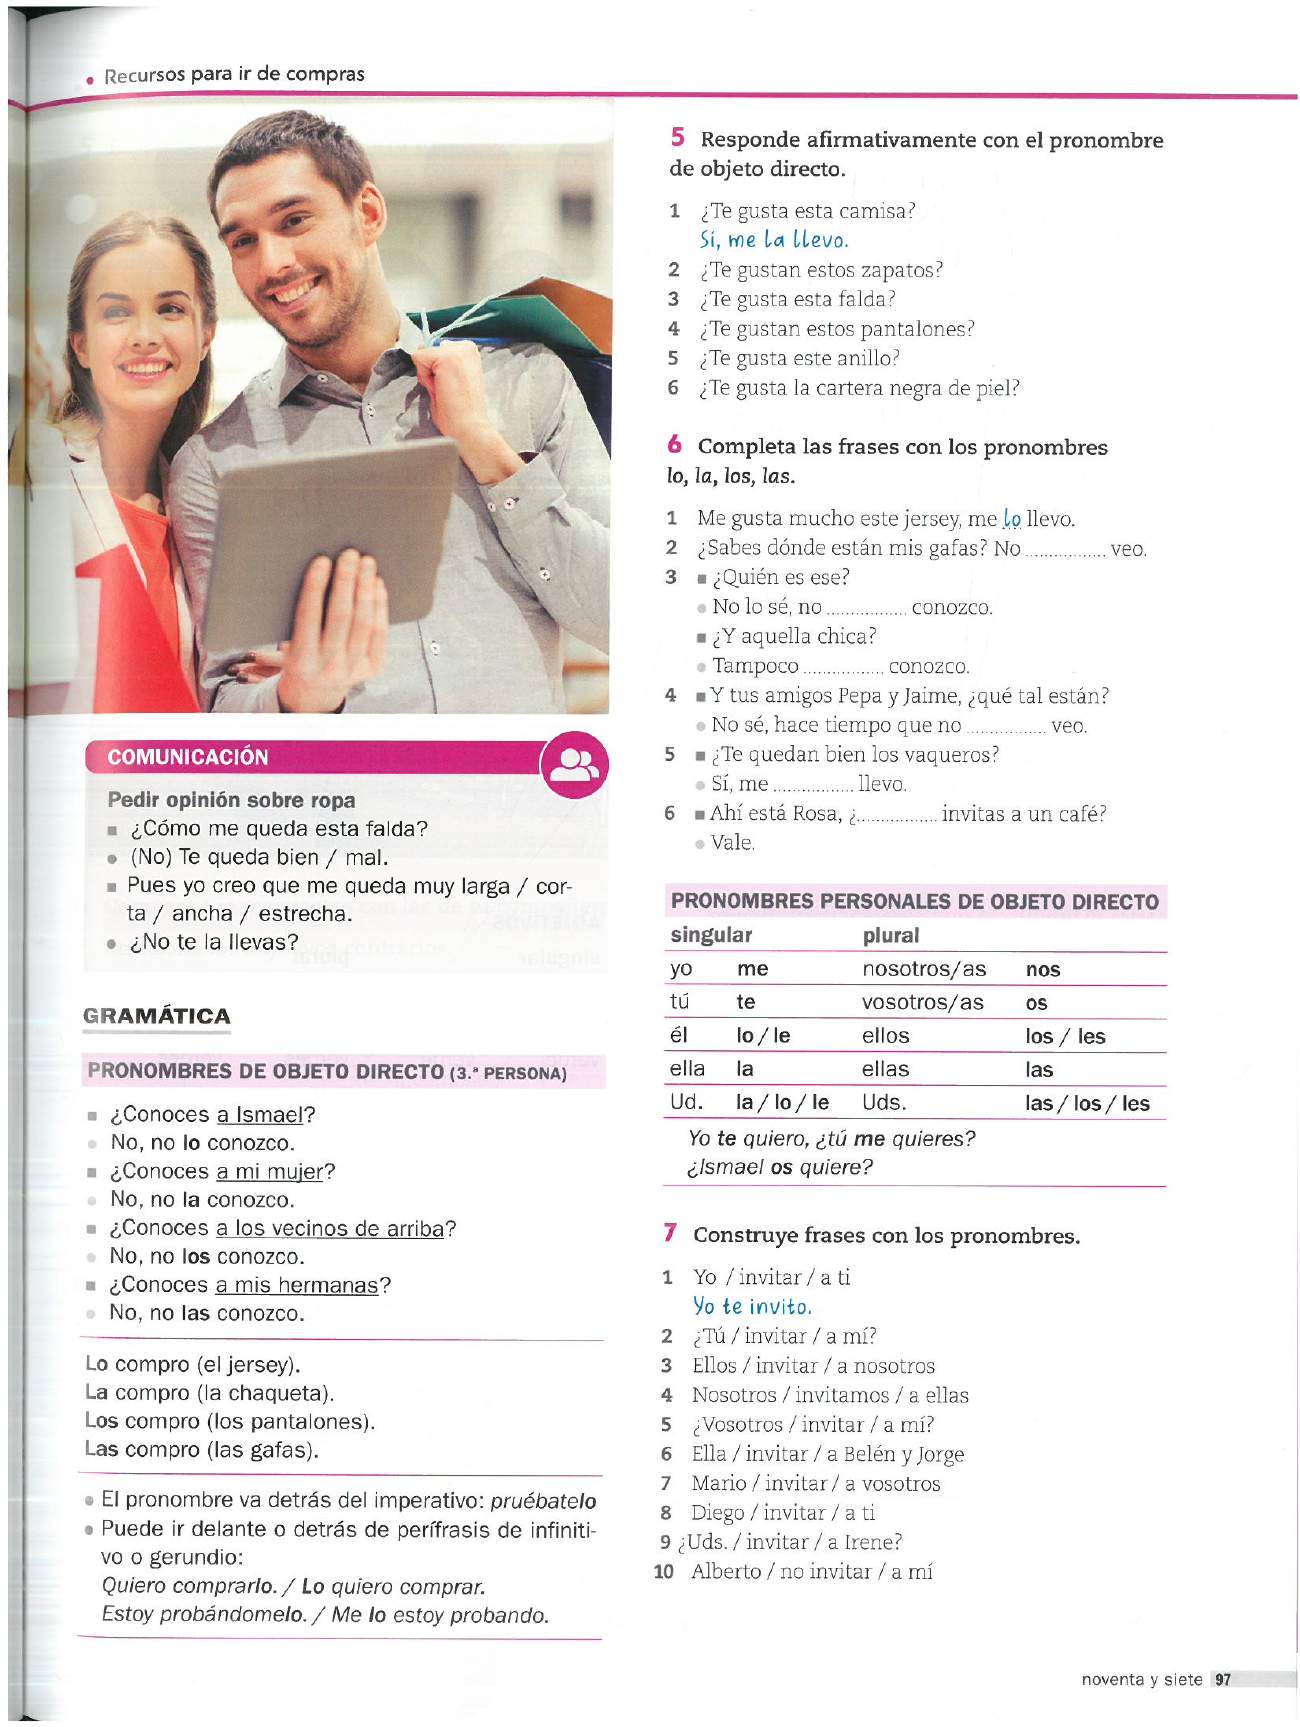 • Recursos para ir de compras
COMUNICACIÓN
Pedir opinión sobre ropa
■ ¿Cómo me queda esta falda?
● (No) Te queda bien / mal.
■ Pues yo creo que me queda muy larga / cor-
ta / ancha / estrecha.
● ¿No te la llevas?
GRAMÁTICA
PRONOMBRES DE OBJETO DIRECTO (3.ª PERSONA)
■ ¿Conoces a Ismael?
● No, no lo conozco.
■ ¿Conoces a mi mujer?
● No, no la conozco.
■ ¿Conoces a los vecinos de arriba?
● No, no los conozco.
■ ¿Conoces a mis hermanas?
● No, no las conozco.
Lo compro (el jersey).
La compro (la chaqueta).
Los compro (los pantalones).
Las compro (las gafas).
● El pronombre va detrás del imperativo: pruébatelo
● Puede ir delante o detrás de perífrasis de infiniti-
vo o gerundio:
Quiero comprarlo. / Lo quiero comprar.
Estoy probándomelo. / Me lo estoy probando.
5 Responde afirmativamente con el pronombre
de objeto directo.
1 ¿Te gusta esta camisa?
Sí, me la llevo.
2 ¿Te gustan estos zapatos?
3 ¿Te gusta esta falda?
4 ¿Te gustan estos pantalones?
5 ¿Te gusta este anillo?
6 ¿Te gusta la cartera negra de piel?
6 Completa las frases con los pronombres
lo, la, los, las.
1 Me gusta mucho este jersey, me lo llevo.
2 ¿Sabes dónde están mis gafas? No ................. veo.
3 ■ ¿Quién es ese?
● No lo sé, no ................. conozco.
■ ¿Y aquella chica?
● Tampoco ................. conozco.
4 ■ Y tus amigos Pepa y Jaime, ¿qué tal están?
● No sé, hace tiempo que no ................. veo.
5 ■ ¿Te quedan bien los vaqueros?
● Sí, me ................. llevo.
6 ■ Ahí está Rosa, ¿................. invitas a un café?
● Vale.
PRONOMBRES PERSONALES DE OBJETO DIRECTO
singular plural
yo me nosotros/as nos
tú te vosotros/as os
él lo / le ellos los / les
ella la ellas las
Ud. la / lo / le Uds. las / los / les
Yo te quiero, ¿tú me quieres?
¿Ismael os quiere?
7 Construye frases con los pronombres.
1 Yo / invitar / a ti
Yo te invito.
2 ¿Tú / invitar / a mí?
3 Ellos / invitar / a nosotros
4 Nosotros / invitamos / a ellas
5 ¿Vosotros / invitar / a mí?
6 Ella / invitar / a Belén y Jorge
7 Mario / invitar / a vosotros
8 Diego / invitar / a ti
9 ¿Uds. / invitar / a Irene?
10 Alberto / no invitar / a mí
noventa y siete 97